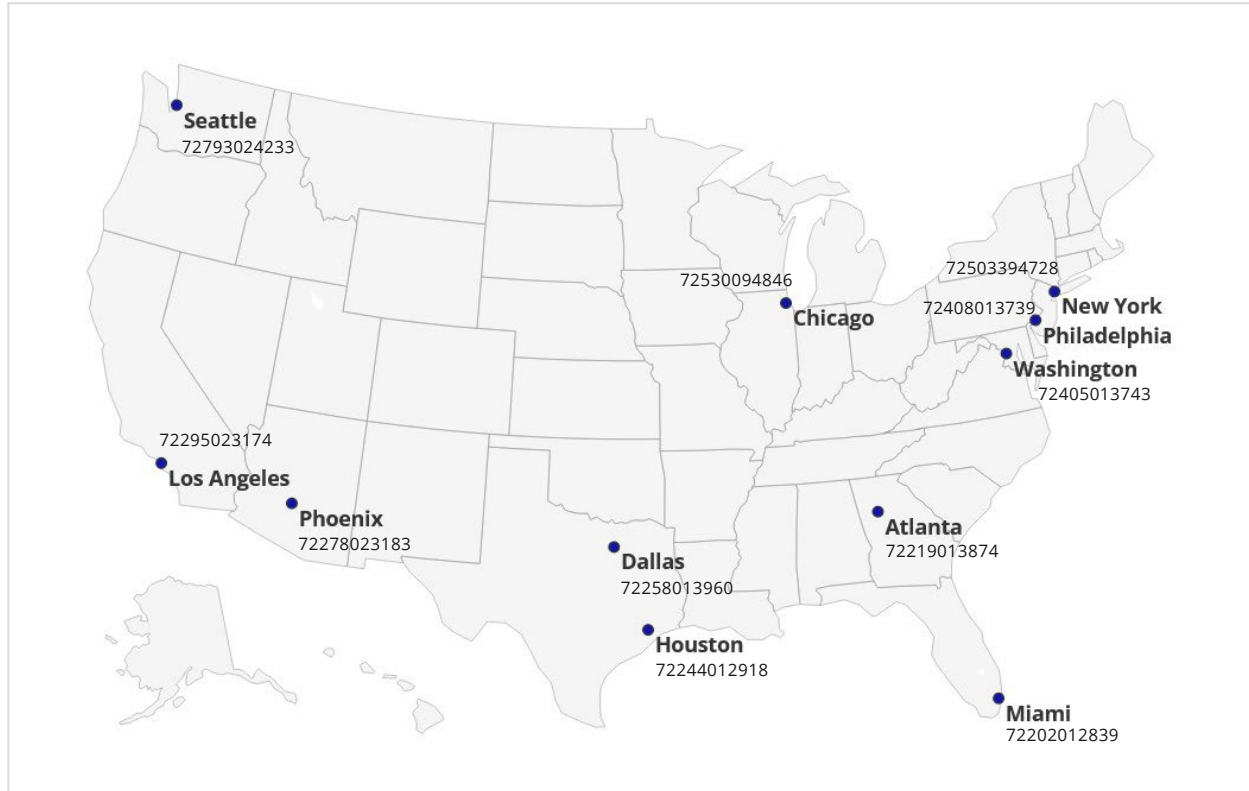 Seattle
72793024233
72503394728
72530094846
New York
72408013739
Chicago
Philadelphia
Washington
72405013743
72295023174
Los Angeles
Phoenix
72278023183
Atlanta
72219013874
Dallas
72258013960
Houston
72244012918
Miami
72202012839